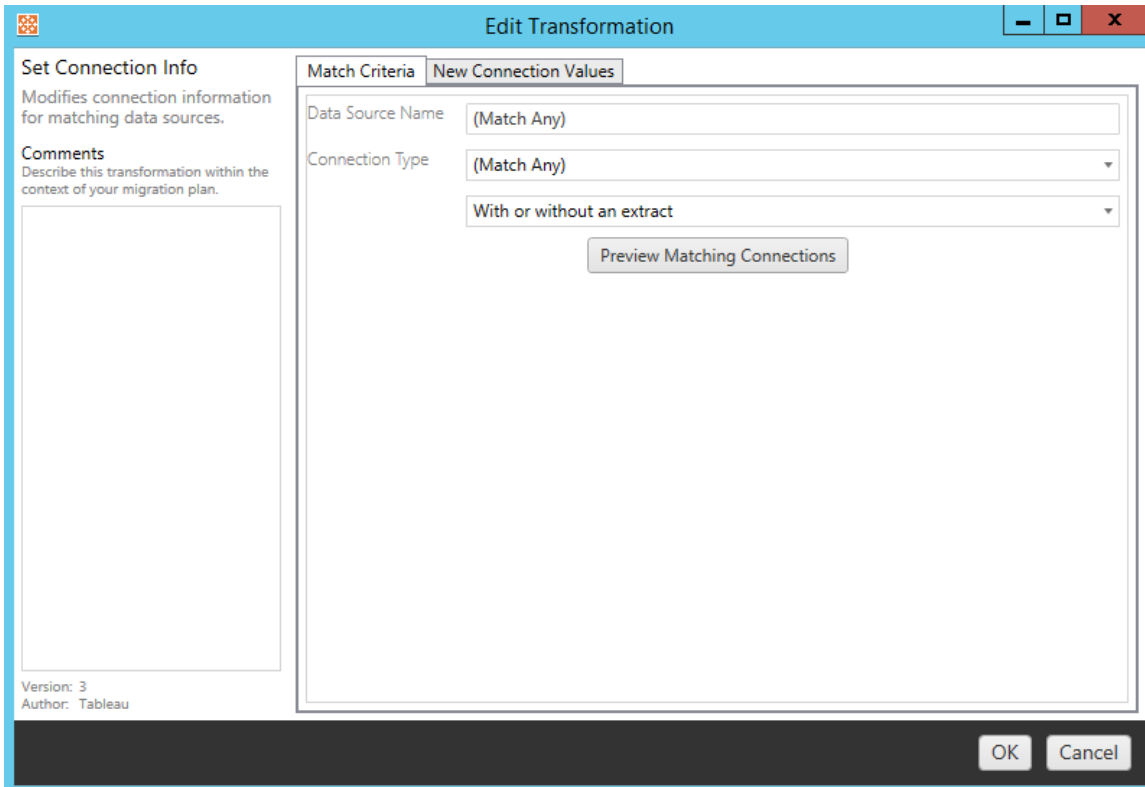 Edit Transformation
Set Connection Info
Modifies connection information
for matching data sources.
Comments
Describe this transformation within the
context of your migration plan.
Version: 3
Author: Tableau
Match Criteria
New Connection Values
Data Source Name
(Match Any)
Connection Type
(Match Any)
With or without an extract
Preview Matching Connections
OK
Cancel